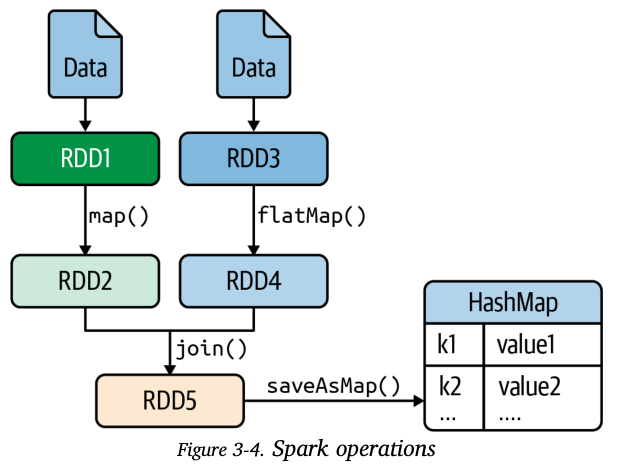 Data Data
RDD1 RDD3
map() flatMap()
RDD2 RDD4
HashMap
k1 value1
join()
k2 value2
RDD5 saveAsMap()
... ....
Figure 3-4. Spark operations